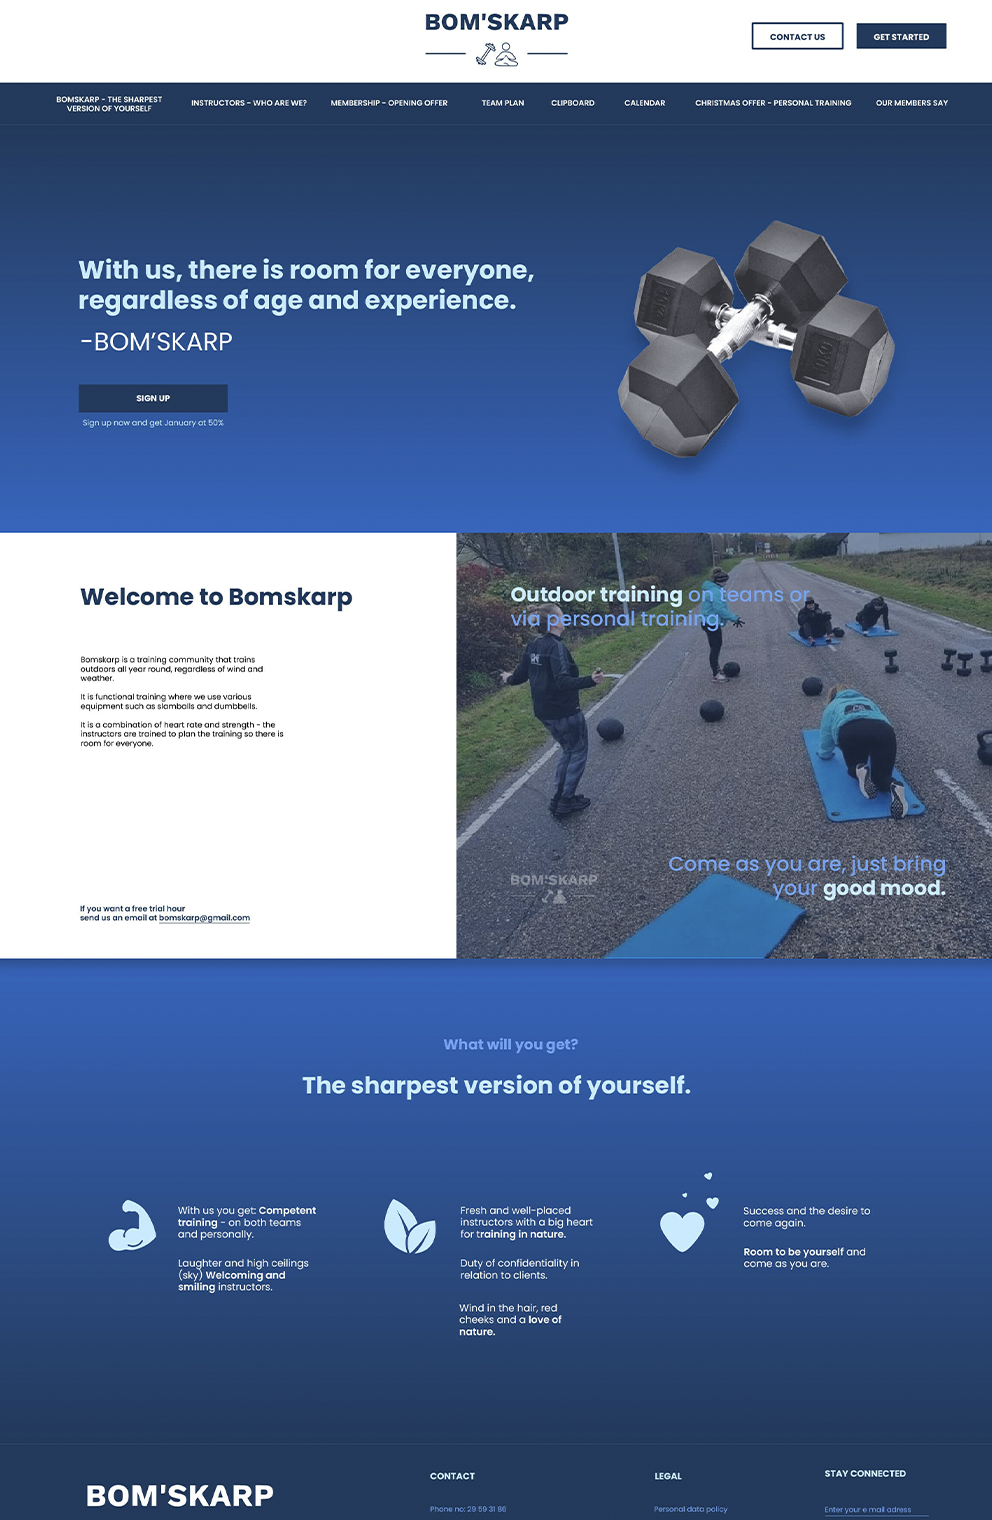 BOM'SKARP
CONTACT US
GET STARTED
BOMSKARP - THE SHARPEST
VERSION OF YOURSELF
INSTRUCTORS - WHO ARE WE?
MEMBERSHIP - OPENING OFFER
TEAM PLAN
CLIPBOARD
CALENDAR
CHRISTMAS OFFER - PERSONAL TRAINING
OUR MEMBERS SAY
With us, there is room for everyone,
regardless of age and experience.
-BOM'SKARP
SIGN UP
Sign up now and get January at 50%
10KG
Welcome to Bomskarp
Bomskarp is a training community that trains
outdoors all year round, regardless of wind and
weather.
It is functional training where we use various
equipment such as slamballs and dumbbells.
It is a combination of heart rate and strength - the
instructors are trained to plan the training so there is
room for everyone.
If you want a free trial hour
send us an email at bomskarp@gmail.com
Outdoor training on teams or
via personal training.
Come as you are, just bring
your good mood.
BOM'SKARP
What will you get?
The sharpest version of yourself.
With us you get: Competent
training - on both teams
and personally.
Laughter and high ceilings
(sky) Welcoming and
smiling instructors.
Fresh and well-placed
instructors with a big heart
for training in nature.
Duty of confidentiality in
relation to clients.
Wind in the hair, red
cheeks and a love of
nature.
Success and the desire to
come again.
Room to be yourself and
come as you are.
BOM'SKARP
CONTACT
Phone no: 29 59 31 86
LEGAL
Personal data policy
STAY CONNECTED
Enter your e mail adress